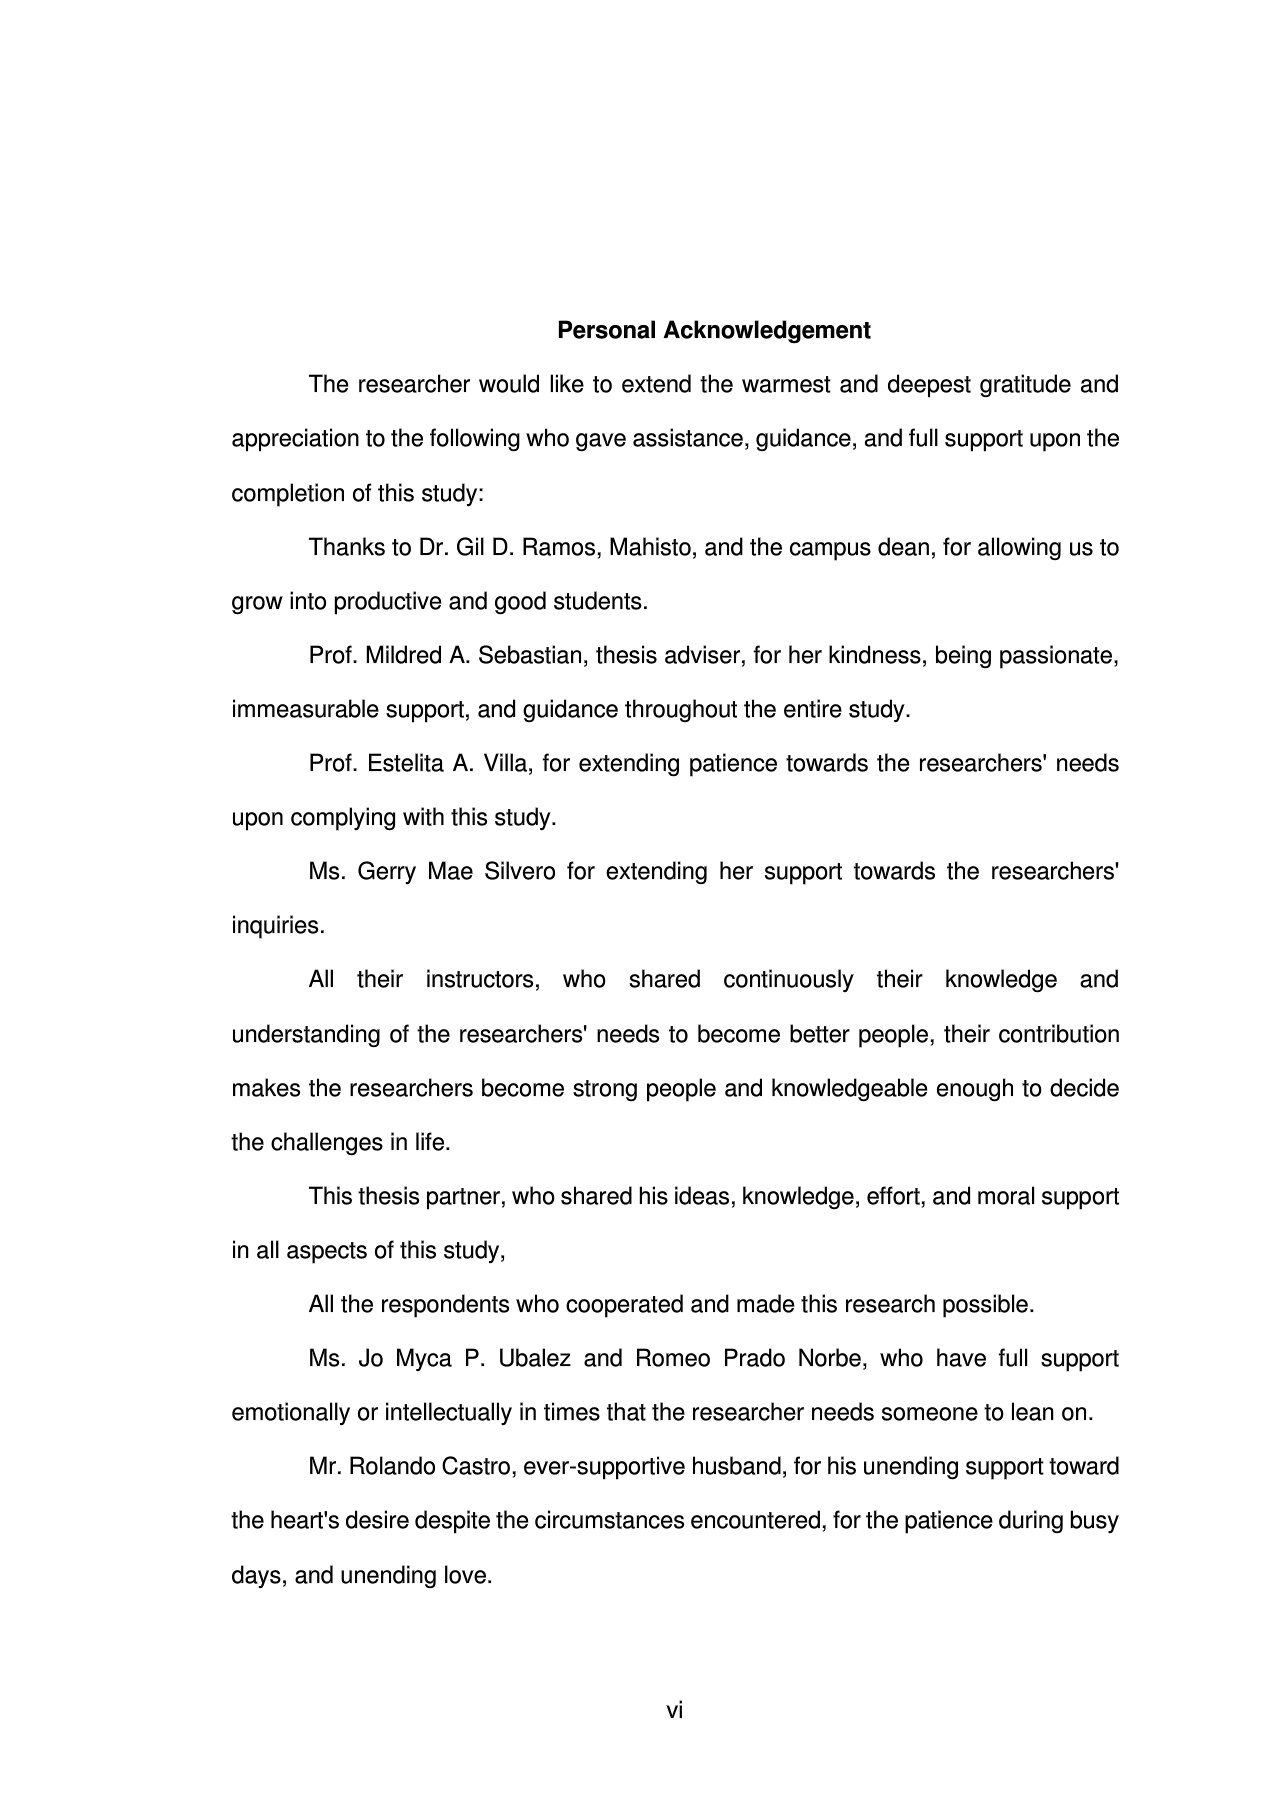 Personal Acknowledgement
The researcher would like to extend the warmest and deepest gratitude and
appreciation to the following who gave assistance, guidance, and full support upon the
completion of this study:
Thanks to Dr. Gil D. Ramos, Mahisto, and the campus dean, for allowing us to
grow into productive and good students.
Prof. Mildred A. Sebastian, thesis adviser, for her kindness, being passionate,
immeasurable support, and guidance throughout the entire study.
Prof. Estelita A. Villa, for extending patience towards the researchers' needs
upon complying with this study.
Ms. Gerry Mae Silvero for extending her support towards the researchers'
inquiries.
All their instructors, who shared continuously their knowledge and
understanding of the researchers' needs to become better people, their contribution
makes the researchers become strong people and knowledgeable enough to decide
the challenges in life.
This thesis partner, who shared his ideas, knowledge, effort, and moral support
in all aspects of this study,
All the respondents who cooperated and made this research possible.
Ms. Jo Myca P. Ubalez and Romeo Prado Norbe, who have full support
emotionally or intellectually in times that the researcher needs someone to lean on.
Mr. Rolando Castro, ever-supportive husband, for his unending support toward
the heart's desire despite the circumstances encountered, for the patience during busy
days, and unending love.
vi